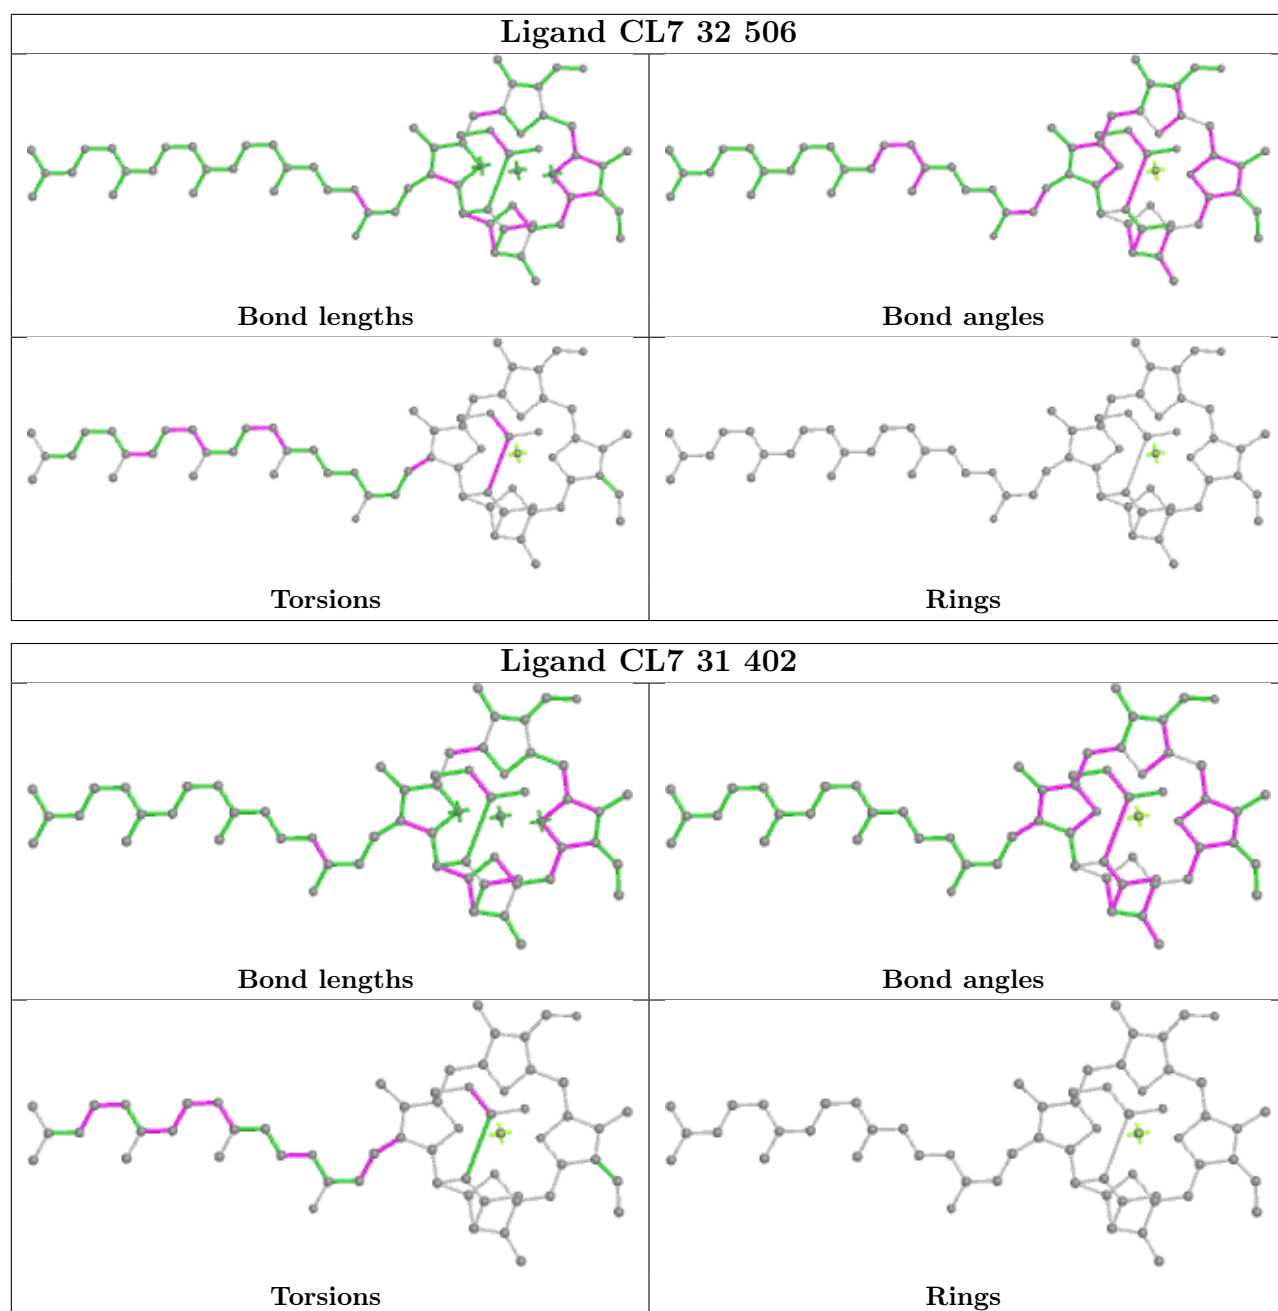 Ligand CL7 32 506
Bond lengths
Bond angles
Torsions
Rings
Ligand CL7 31 402
Bond lengths
Bond angles
Torsions
Rings